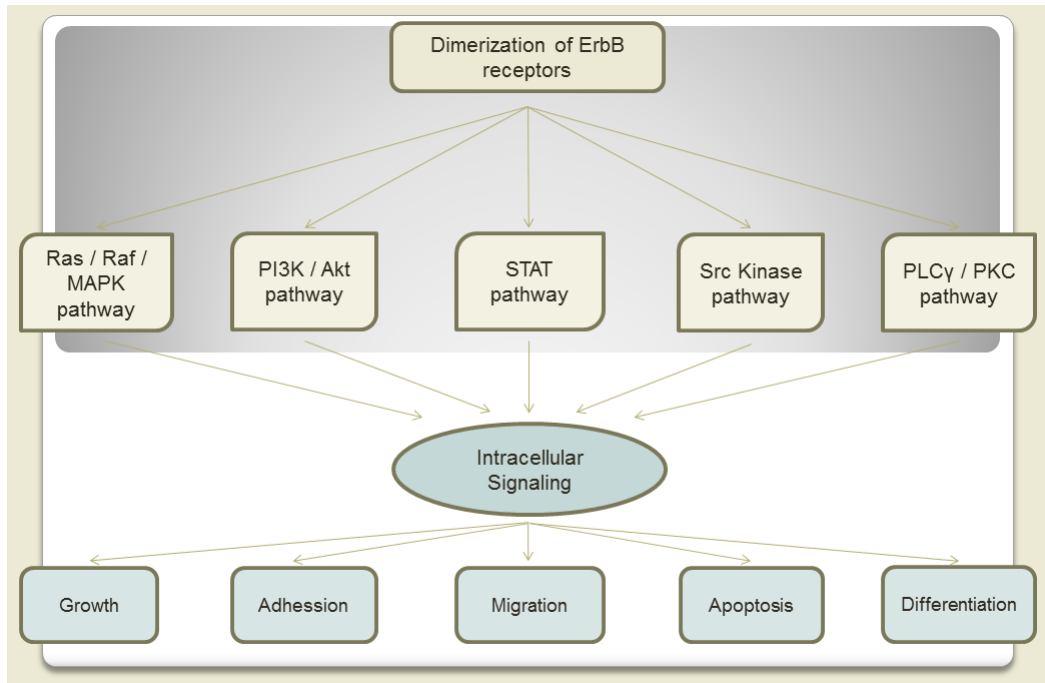 Dimerization of ErbB
receptors
Ras / Raf /
MAPK
pathway
PI3K / Akt
pathway
STAT
pathway
Src Kinase
pathway
PLCγ / PKC
pathway
Intracellular
Signaling
Growth
Adhession
Migration
Apoptosis
Differentiation